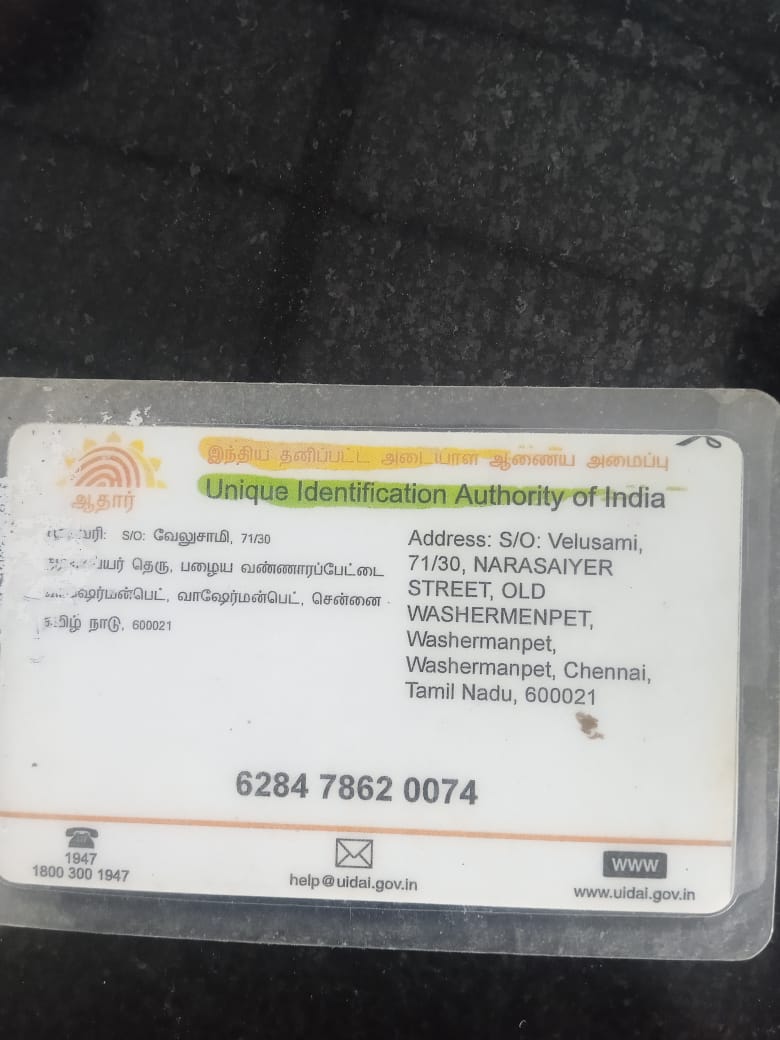 இந்திய தனிப்பட்ட அடையாள ஆணைய அமைப்பு
ஆதார்
Unique Identification Authority of India
S/O: வேலுசாமி, 71/30
தெரு, பழைய வண்ணாரப்பேட்டை
வாஷேர்மன்பெட், சென்னை
நாடு, 600021
Address: S/O: Velusami,
71/30, NARASAIYER
STREET, OLD
WASHERMENPET,
Washermanpet,
Washermanpet, Chennai,
Tamil Nadu, 600021
6284 7862 0074
1947
1800 300 1947
help@uidai.gov.in
WWW
www.uidai.gov.in